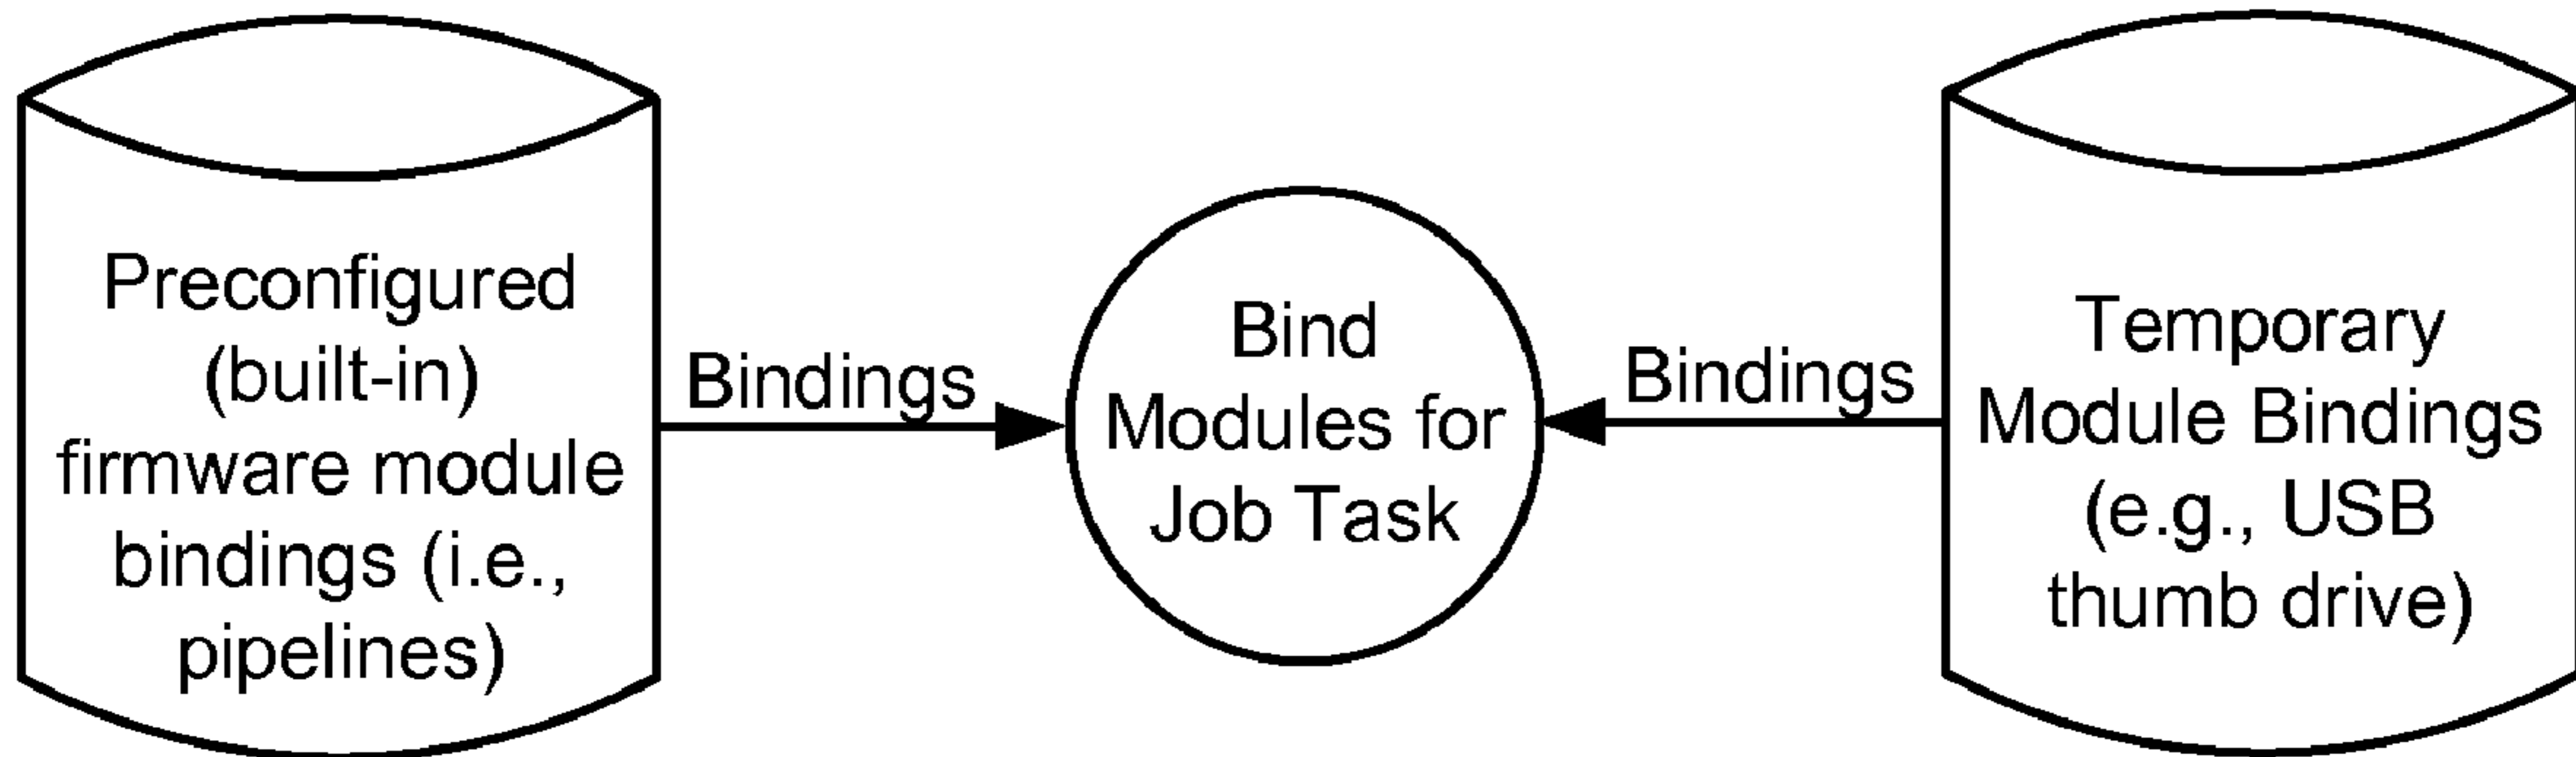 Preconfigured
(built-in)
firmware module
bindings (i.e.,
pipelines)
Bindings
Bind
Modules for
Job Task
Bindings
Temporary
Module Bindings
(e.g., USB
thumb drive)